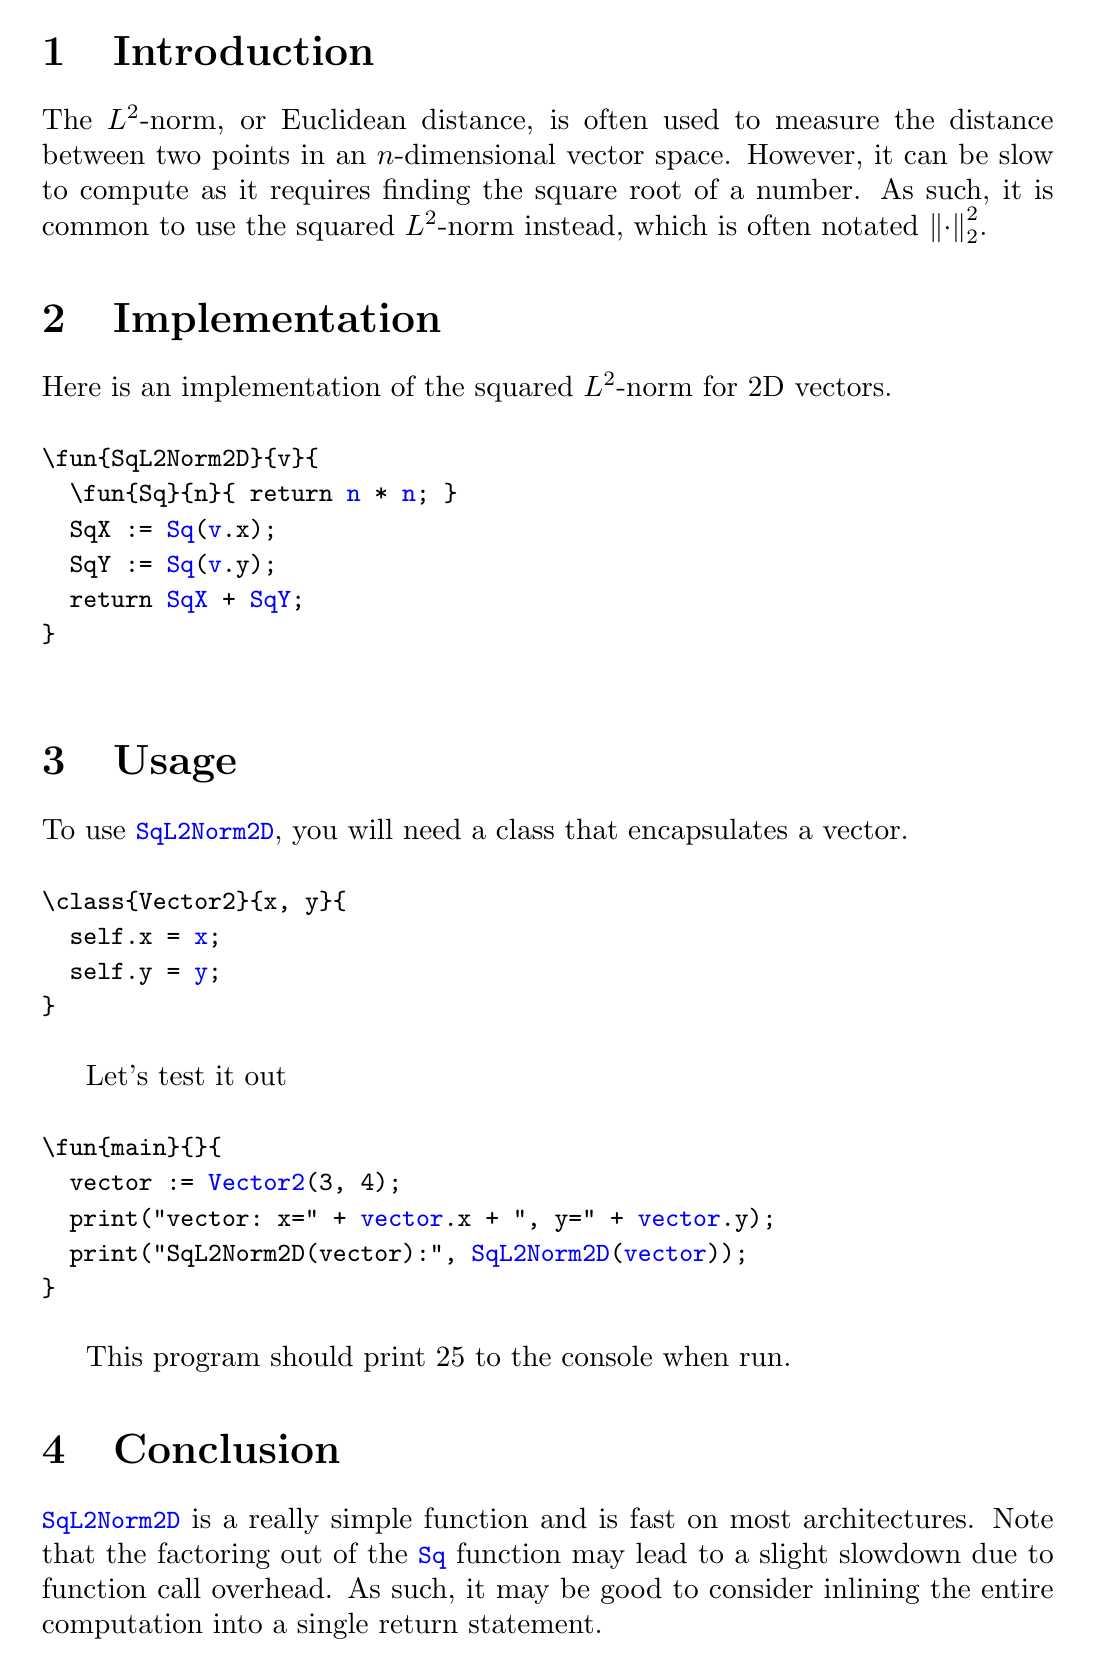 1 Introduction
The L²-norm, or Euclidean distance, is often used to measure the distance
between two points in an n-dimensional vector space. However, it can be slow
to compute as it requires finding the square root of a number. As such, it is
common to use the squared L²-norm instead, which is often notated ‖·‖₂².
2 Implementation
Here is an implementation of the squared L²-norm for 2D vectors.
\fun{SqL2Norm2D}{v}{
  \fun{Sq}{n}{ return n * n; }
  SqX := Sq(v.x);
  SqY := Sq(v.y);
  return SqX + SqY;
}
3 Usage
To use SqL2Norm2D, you will need a class that encapsulates a vector.
\class{Vector2}{x, y}{
  self.x = x;
  self.y = y;
}
Let's test it out
\fun{main}{}{
  vector := Vector2(3, 4);
  print("vector: x=" + vector.x + ", y=" + vector.y);
  print("SqL2Norm2D(vector):", SqL2Norm2D(vector));
}
This program should print 25 to the console when run.
4 Conclusion
SqL2Norm2D is a really simple function and is fast on most architectures. Note
that the factoring out of the Sq function may lead to a slight slowdown due to
function call overhead. As such, it may be good to consider inlining the entire
computation into a single return statement.